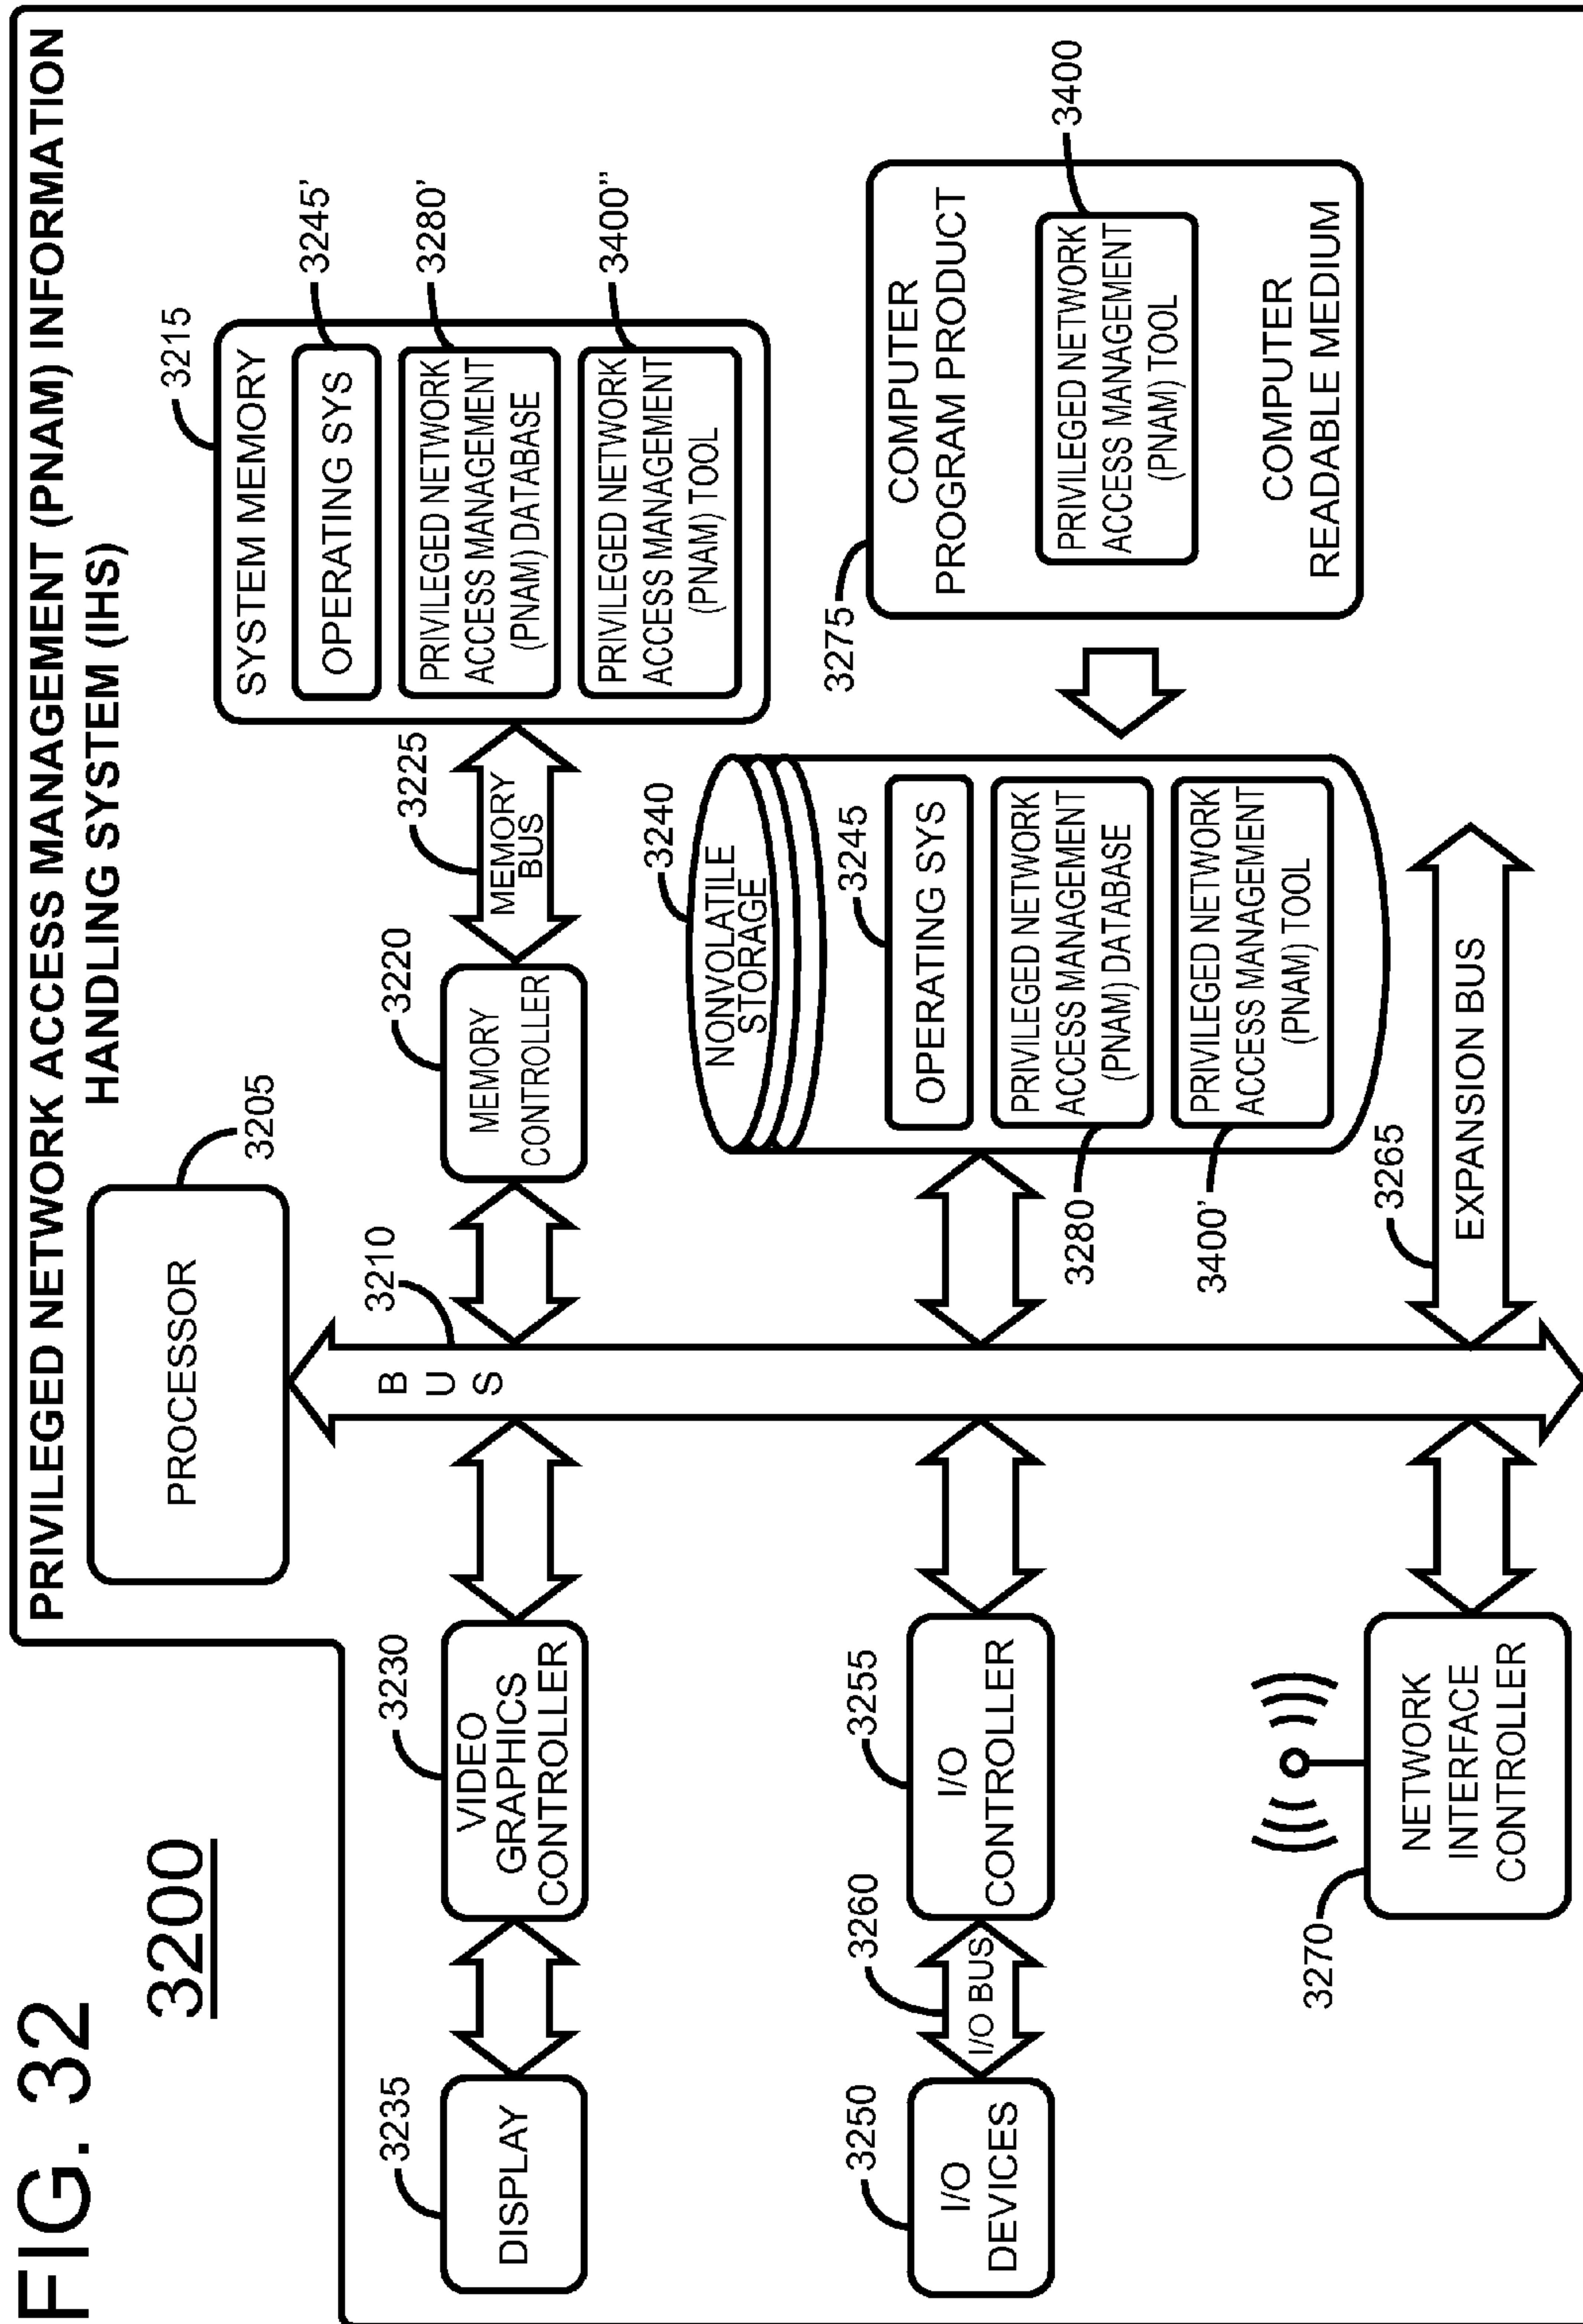 FIG. 32
3200
PRIVILEGED NETWORK ACCESS MANAGEMENT (PNAM) INFORMATION
HANDLING SYSTEM (IHS)
PROCESSOR
3205
3210
B
U
S
3215
SYSTEM MEMORY
OPERATING SYS
3245'
PRIVILEGED NETWORK
ACCESS MANAGEMENT
(PNAM) DATABASE
3280'
PRIVILEGED NETWORK
ACCESS MANAGEMENT
(PNAM) TOOL
3400"
3235
DISPLAY
3230
VIDEO
GRAPHICS
CONTROLLER
3220
MEMORY
CONTROLLER
3225
MEMORY
BUS
3240
NONVOLATILE
STORAGE
3245
OPERATING SYS
PRIVILEGED NETWORK
ACCESS MANAGEMENT
(PNAM) DATABASE
3280
PRIVILEGED NETWORK
ACCESS MANAGEMENT
(PNAM) TOOL
3400'
3275
COMPUTER
PROGRAM PRODUCT
PRIVILEGED NETWORK
ACCESS MANAGEMENT
(PNAM) TOOL
3400
COMPUTER
READABLE MEDIUM
3250
I/O
DEVICES
3260
I/O BUS
3255
I/O
CONTROLLER
3270
NETWORK
INTERFACE
CONTROLLER
3265
EXPANSION BUS